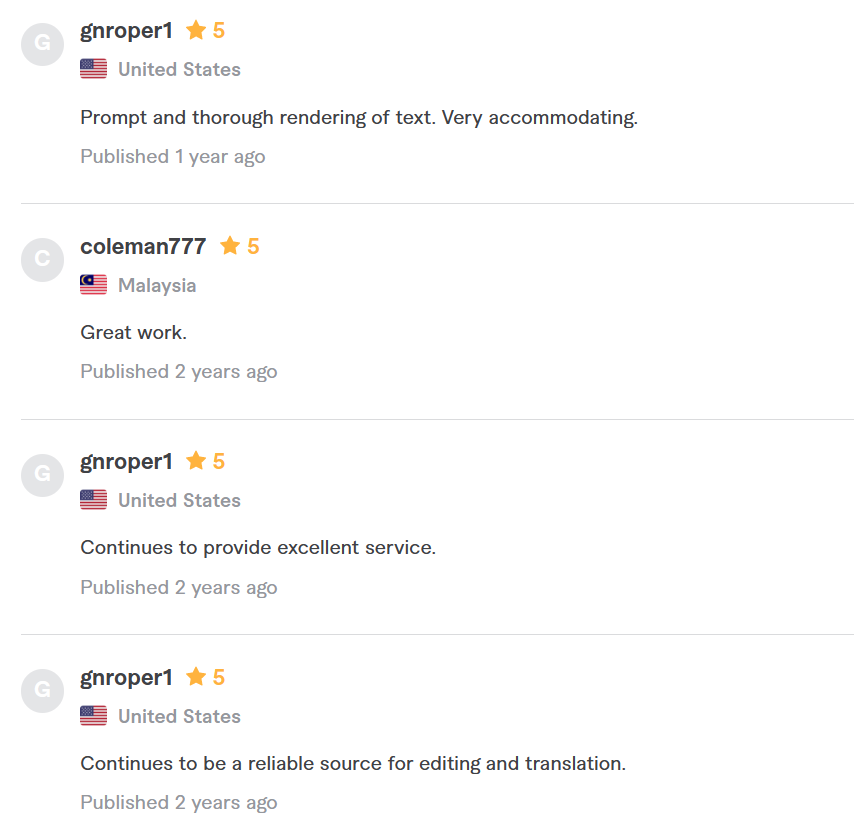 G
gnroper1 ★ 5
United States
Prompt and thorough rendering of text. Very accommodating.
Published 1 year ago
C
coleman777 ★ 5
Malaysia
Great work.
Published 2 years ago
G
gnroper1 ★ 5
United States
Continues to provide excellent service.
Published 2 years ago
G
gnroper1 ★ 5
United States
Continues to be a reliable source for editing and translation.
Published 2 years ago